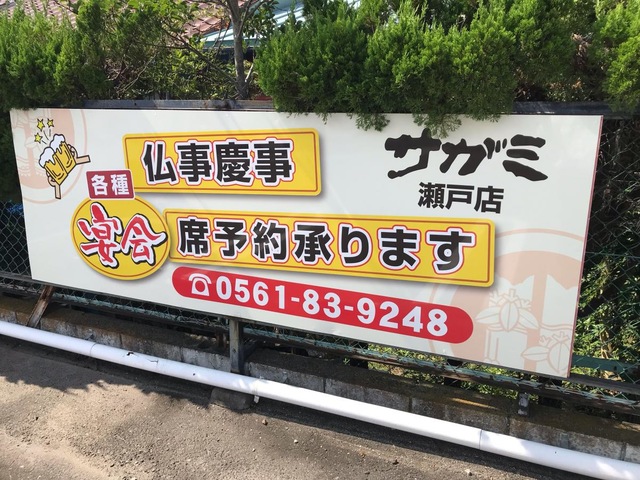 仏事慶事
サガミ
瀬戸店
各種
宴会
席予約承ります
☎0561-83-9248